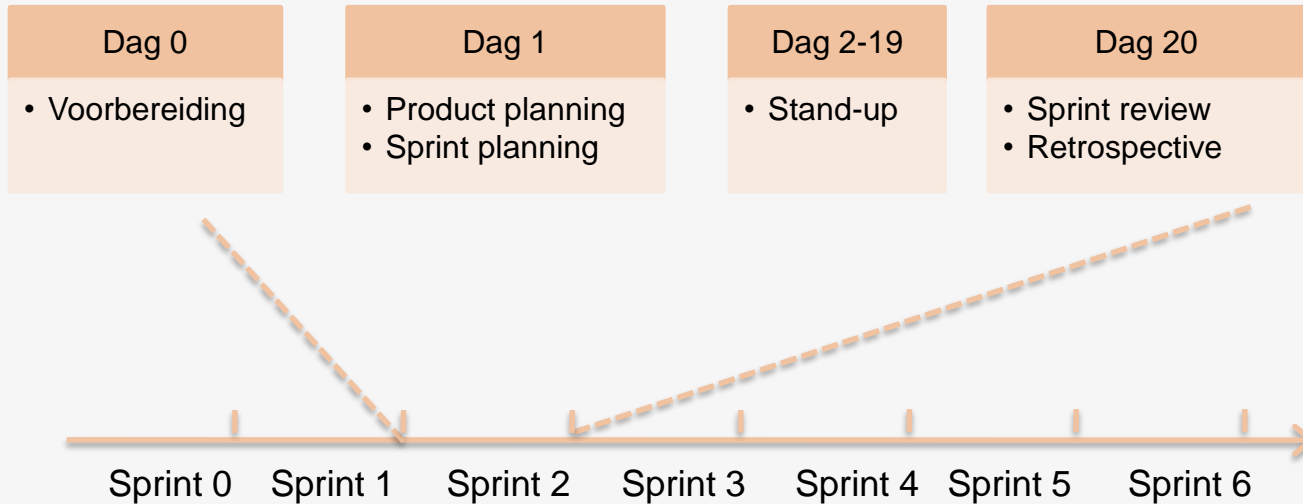 Dag 0
• Voorbereiding
Dag 1
• Product planning
• Sprint planning
Dag 2-19
• Stand-up
Dag 20
• Sprint review
• Retrospective
Sprint 0 Sprint 1 Sprint 2 Sprint 3 Sprint 4 Sprint 5 Sprint 6